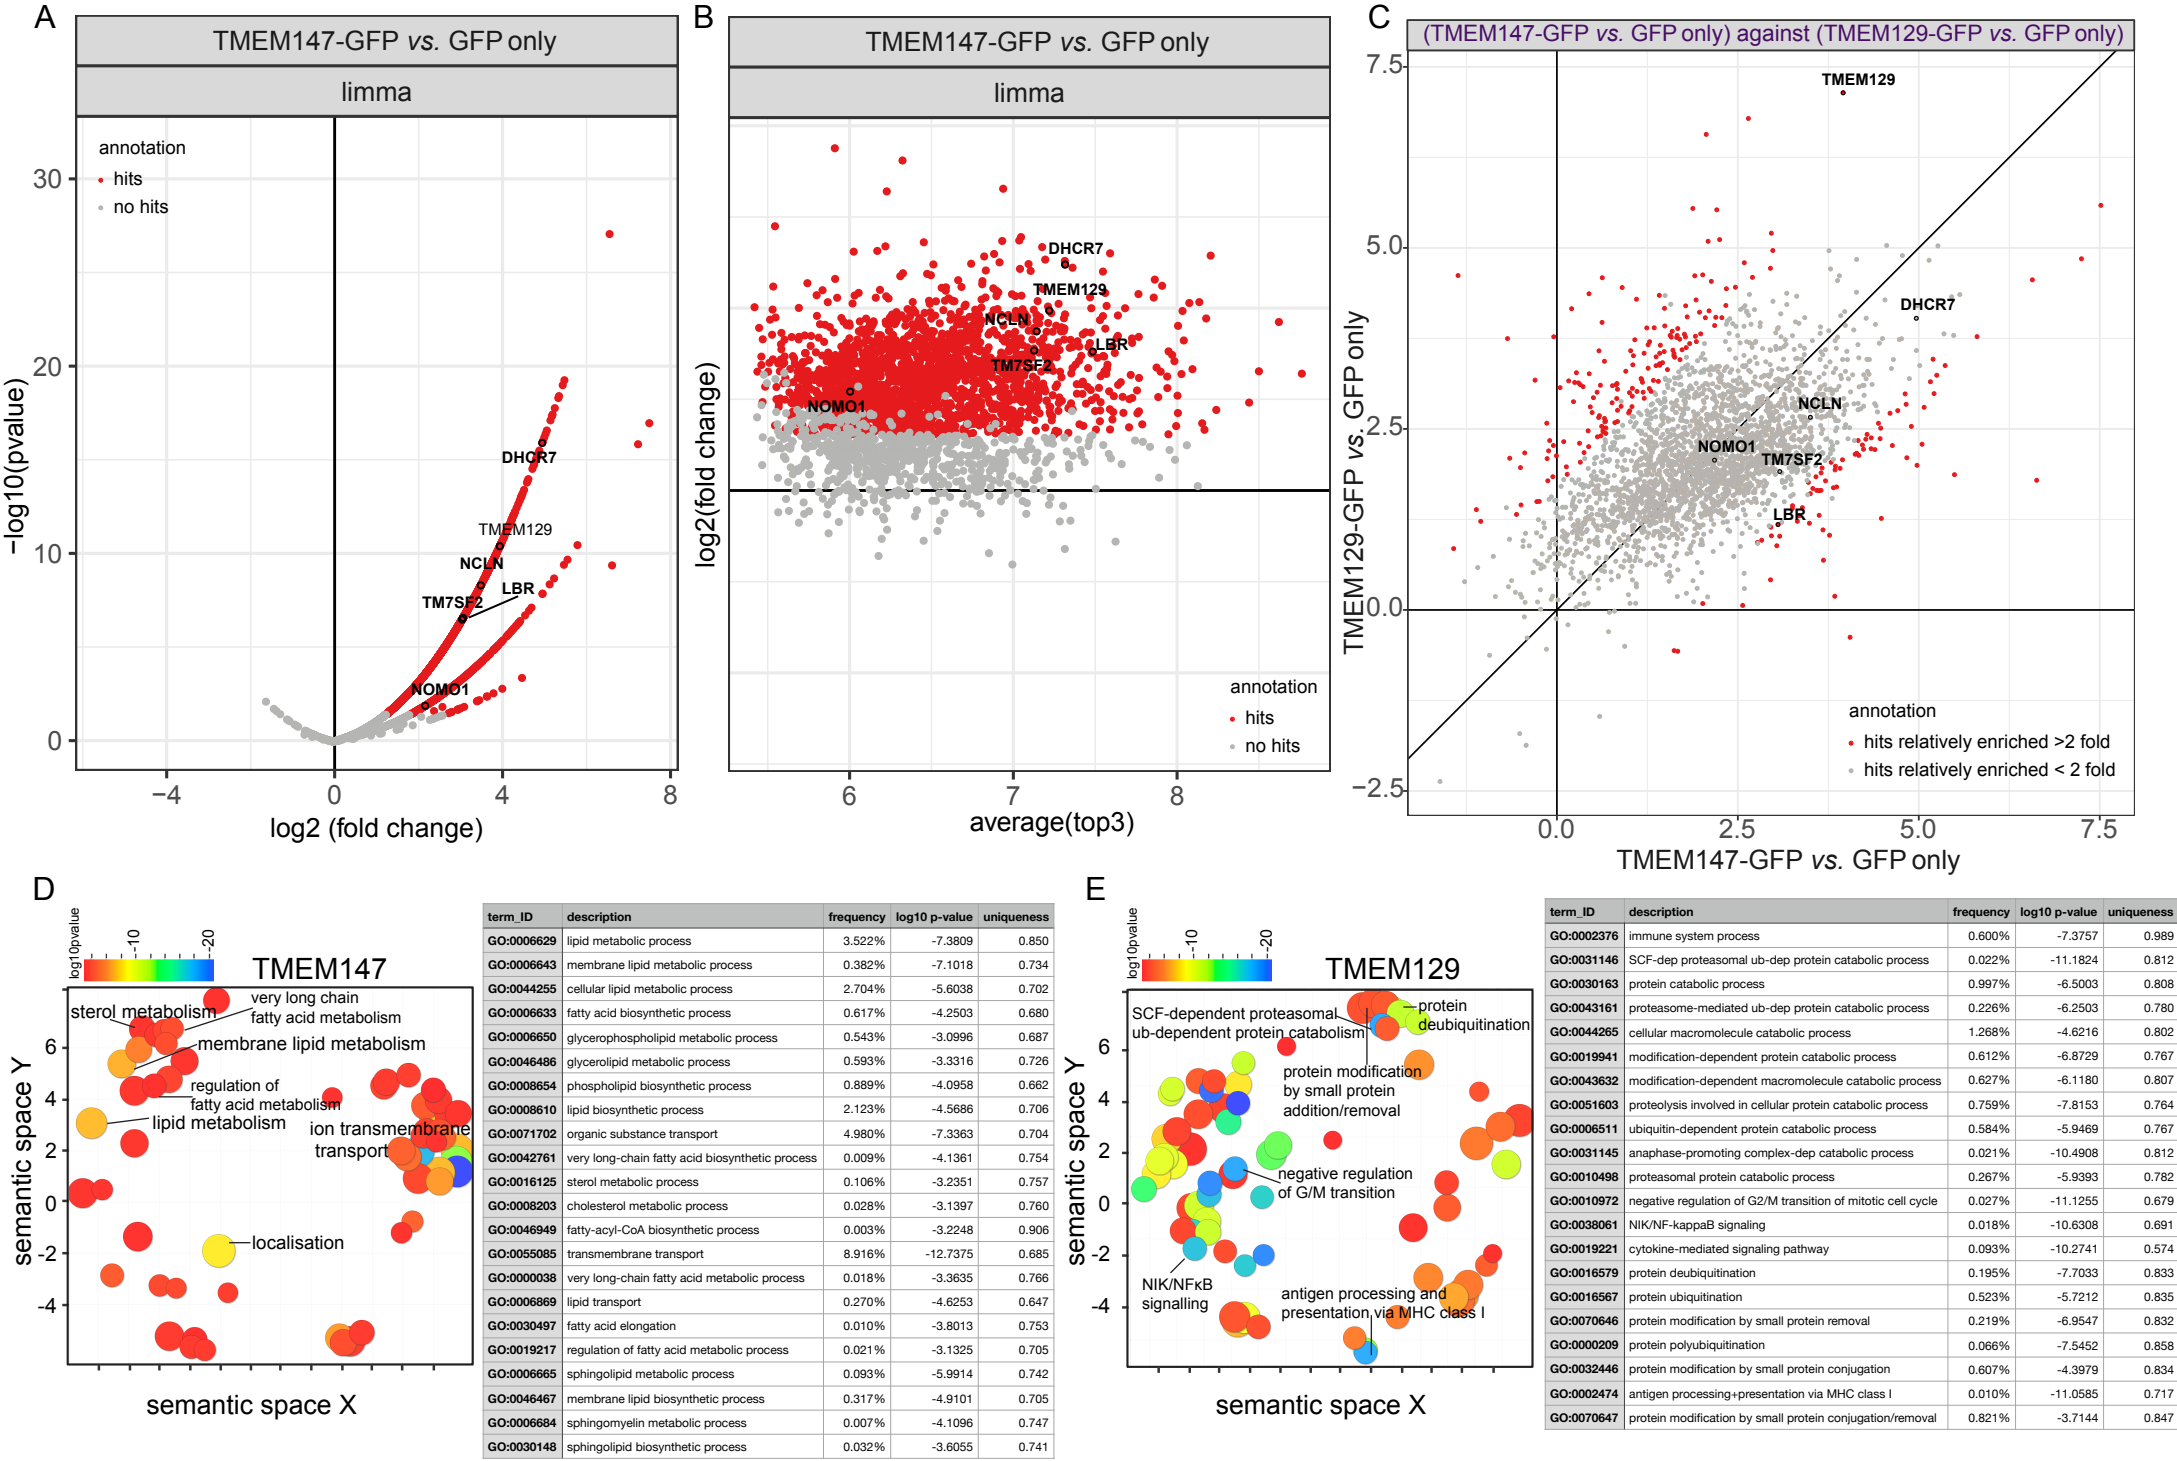 A
TMEM147-GFP vs. GFP only
limma
annotation
hits
no hits
30
20
10
0
−log10(pvalue)
DHCR7
TMEM129
NCLN
LBR
TM7SF2
NOMO1
−4
0
4
8
log2 (fold change)
B
TMEM147-GFP vs. GFP only
limma
log2(fold change)
DHCR7
TMEM129
NCLN
LBR
TM7SF2
NOMO1
annotation
hits
no hits
6
7
8
average(top3)
C
(TMEM147-GFP vs. GFP only) against (TMEM129-GFP vs. GFP only)
7.5
5.0
2.5
0.0
−2.5
TMEM129-GFP vs. GFP only
TMEM129
DHCR7
NCLN
NOMO1
TM7SF2
LBR
annotation
hits relatively enriched >2 fold
hits relatively enriched < 2 fold
0.0
2.5
5.0
7.5
TMEM147-GFP vs. GFP only
D
log10pvalue
-10
-20
TMEM147
sterol metabolism
very long chain
fatty acid metabolism
membrane lipid metabolism
regulation of
fatty acid metabolism
lipid metabolism
ion transmembrane
transport
localisation
6
4
2
0
-2
-4
semantic space Y
semantic space X
term_ID description frequency log10 p-value uniqueness
GO:0006629 lipid metabolic process 3.522% -7.3809 0.850
GO:0006643 membrane lipid metabolic process 0.382% -7.1018 0.734
GO:0044255 cellular lipid metabolic process 2.704% -5.6038 0.702
GO:0006633 fatty acid biosynthetic process 0.617% -4.2503 0.680
GO:0006650 glycerophospholipid metabolic process 0.543% -3.0996 0.687
GO:0046486 glycerolipid metabolic process 0.593% -3.3316 0.726
GO:0008654 phospholipid biosynthetic process 0.889% -4.0958 0.662
GO:0008610 lipid biosynthetic process 2.123% -4.5686 0.706
GO:0071702 organic substance transport 4.980% -7.3363 0.704
GO:0042761 very long-chain fatty acid biosynthetic process 0.009% -4.1361 0.754
GO:0016125 sterol metabolic process 0.106% -3.2351 0.757
GO:0008203 cholesterol metabolic process 0.028% -3.1397 0.760
GO:0046949 fatty-acyl-CoA biosynthetic process 0.003% -3.2248 0.906
GO:0055085 transmembrane transport 8.916% -12.7375 0.685
GO:0000038 very long-chain fatty acid metabolic process 0.018% -3.3635 0.766
GO:0006869 lipid transport 0.270% -4.6253 0.647
GO:0030497 fatty acid elongation 0.010% -3.8013 0.753
GO:0019217 regulation of fatty acid metabolic process 0.021% -3.1325 0.705
GO:0006665 sphingolipid metabolic process 0.093% -5.9914 0.742
GO:0046467 membrane lipid biosynthetic process 0.317% -4.9101 0.705
GO:0006684 sphingomyelin metabolic process 0.007% -4.1096 0.747
GO:0030148 sphingolipid biosynthetic process 0.032% -3.6055 0.741
E
log10pvalue
-10
-20
TMEM129
SCF-dependent proteasomal
ub-dependent protein catabolism
protein
deubiquitination
protein modification
by small protein
addition/removal
negative regulation
of G/M transition
NIK/NFκB
signalling
antigen processing and
presentation via MHC class I
6
4
2
0
-2
-4
semantic space Y
semantic space X
term_ID description frequency log10 p-value uniqueness
GO:0002376 immune system process 0.600% -7.3757 0.989
GO:0031146 SCF-dep proteasomal ub-dep protein catabolic process 0.022% -11.1824 0.812
GO:0030163 protein catabolic process 0.997% -6.5003 0.808
GO:0043161 proteasome-mediated ub-dep protein catabolic process 0.226% -6.2503 0.780
GO:0044265 cellular macromolecule catabolic process 1.268% -4.6216 0.802
GO:0019941 modification-dependent protein catabolic process 0.612% -6.8729 0.767
GO:0043632 modification-dependent macromolecule catabolic process 0.627% -6.1180 0.807
GO:0051603 proteolysis involved in cellular protein catabolic process 0.759% -7.8153 0.764
GO:0006511 ubiquitin-dependent protein catabolic process 0.584% -5.9469 0.767
GO:0031145 anaphase-promoting complex-dep catabolic process 0.021% -10.4908 0.812
GO:0010498 proteasomal protein catabolic process 0.267% -5.9393 0.782
GO:0010972 negative regulation of G2/M transition of mitotic cell cycle 0.027% -11.1255 0.679
GO:0038061 NIK/NF-kappaB signaling 0.018% -10.6308 0.691
GO:0019221 cytokine-mediated signaling pathway 0.093% -10.2741 0.574
GO:0016579 protein deubiquitination 0.195% -7.7033 0.833
GO:0016567 protein ubiquitination 0.523% -5.7212 0.835
GO:0070646 protein modification by small protein removal 0.219% -6.9547 0.832
GO:0000209 protein polyubiquitination 0.066% -7.5452 0.858
GO:0032446 protein modification by small protein conjugation 0.607% -4.3979 0.834
GO:0002474 antigen processing+presentation via MHC class I 0.010% -11.0585 0.717
GO:0070647 protein modification by small protein conjugation/removal 0.821% -3.7144 0.847